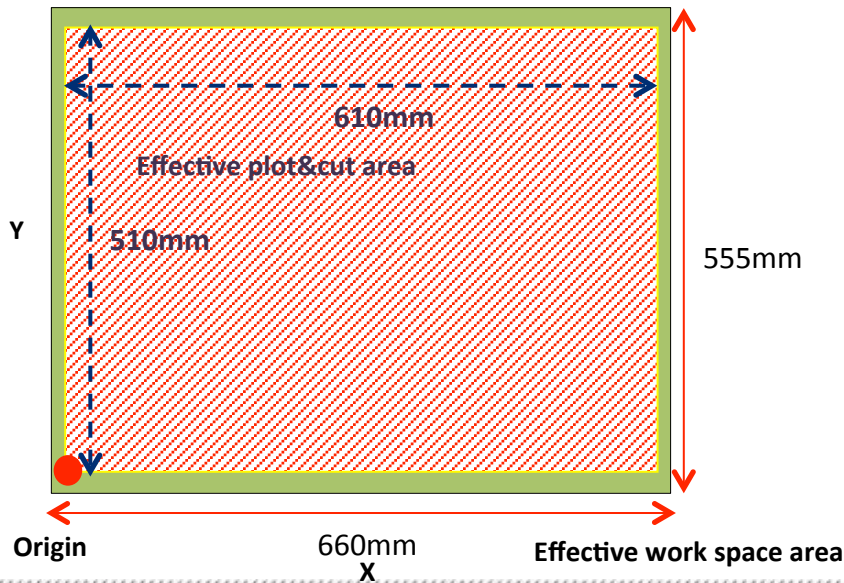 610mm
Effective plot&cut area
Y
510mm
555mm
Origin
660mm
Effective work space area
X